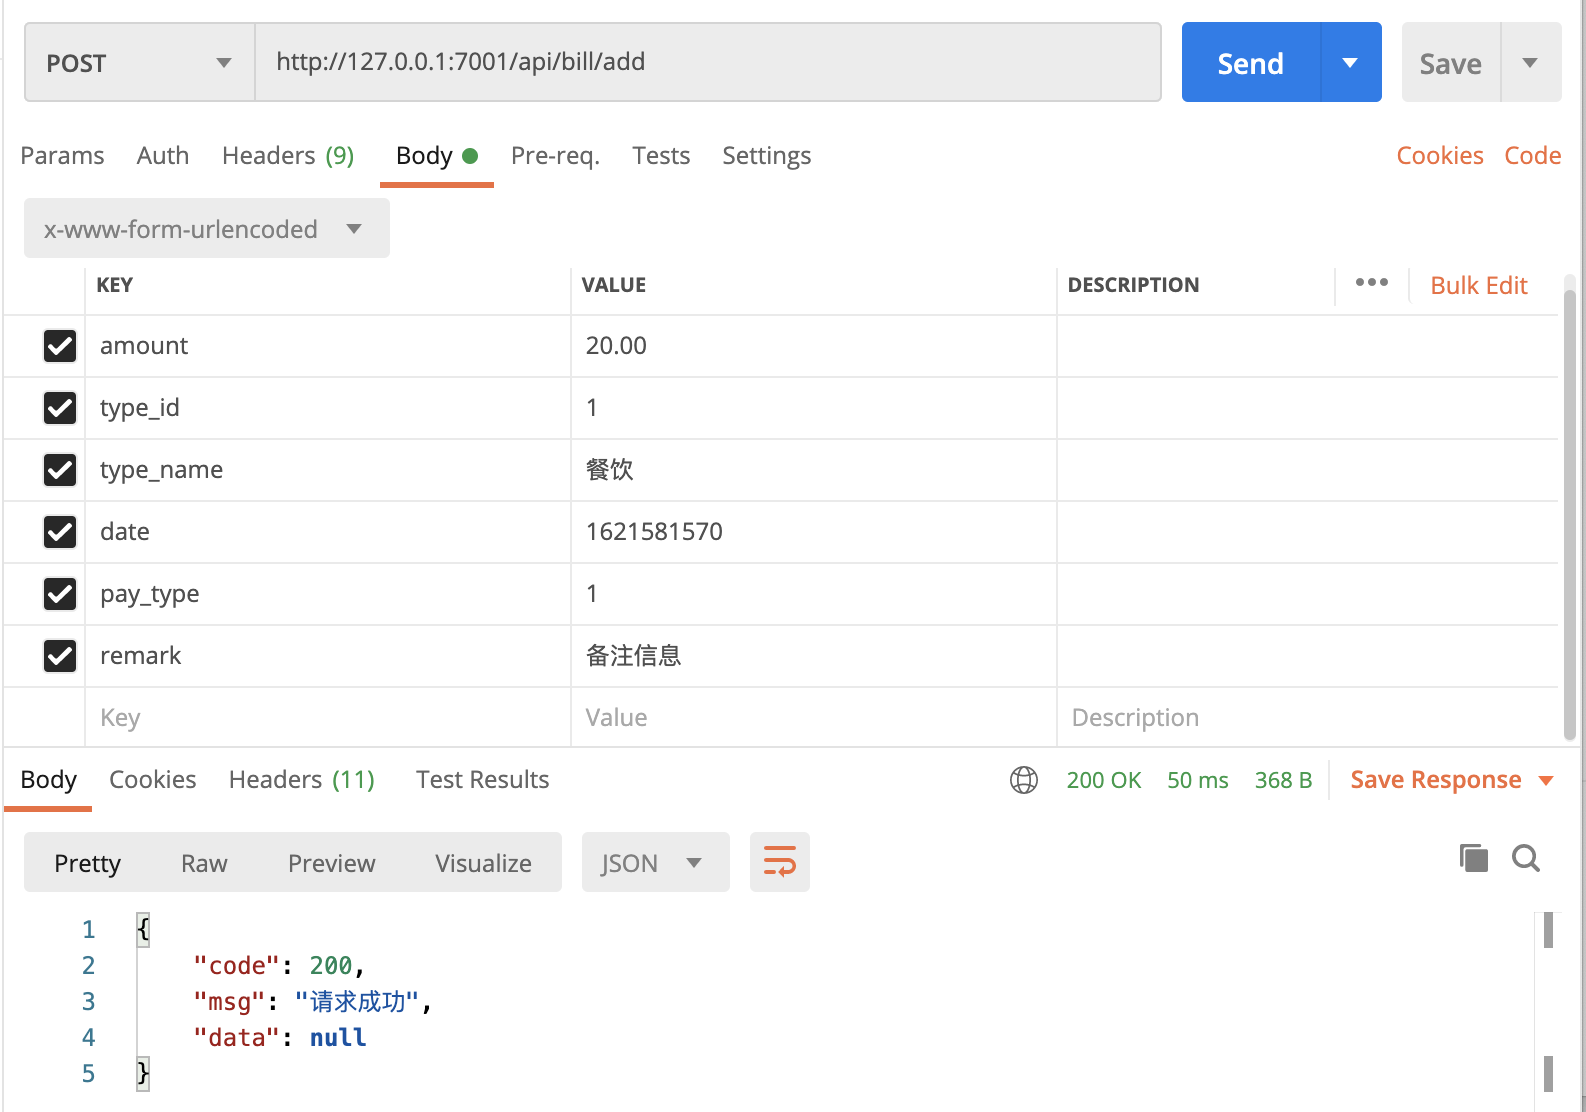 POST http://127.0.0.1:7001/api/bill/add Send Save
Params Auth Headers (9) Body Pre-req. Tests Settings Cookies Code
x-www-form-urlencoded
KEY VALUE DESCRIPTION ••• Bulk Edit
amount 20.00
type_id 1
type_name 餐饮
date 1621581570
pay_type 1
remark 备注信息
Key Value Description
Body Cookies Headers (11) Test Results 200 OK 50 ms 368 B Save Response
Pretty Raw Preview Visualize JSON
1 {
2 "code": 200,
3 "msg": "请求成功",
4 "data": null
5 }